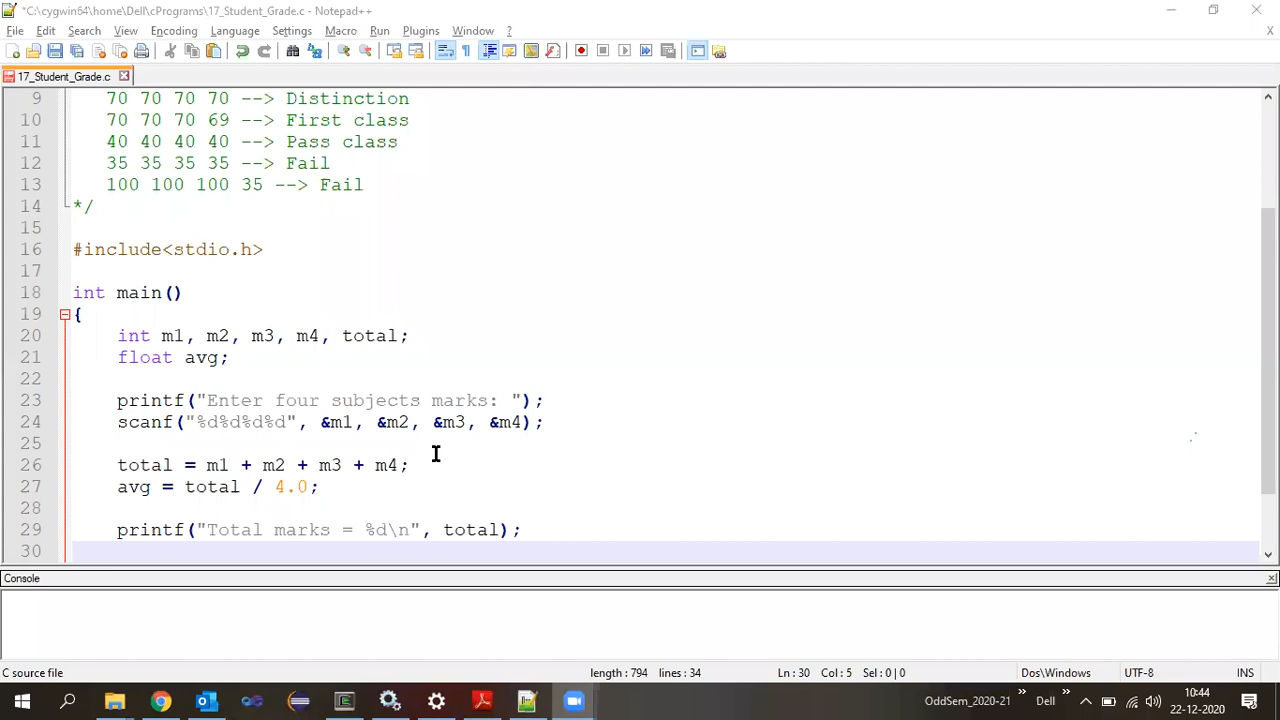 *C:\cygwin64\home\Dell\cPrograms\17_Student_Grade.c - Notepad++
File Edit Search View Encoding Language Settings Macro Run Plugins Window ? X
17_Student_Grade.c
9 70 70 70 70 --> Distinction
10 70 70 70 69 --> First class
11 40 40 40 40 --> Pass class
12 35 35 35 35 --> Fail
13 100 100 100 35 --> Fail
14 */
15
16 #include<stdio.h>
17
18 int main()
19 {
20 int m1, m2, m3, m4, total;
21 float avg;
22
23 printf("Enter four subjects marks: ");
24 scanf("%d%d%d%d", &m1, &m2, &m3, &m4);
25
26 total = m1 + m2 + m3 + m4;
27 avg = total / 4.0;
28
29 printf("Total marks = %d\n", total);
30
Console
C source file length : 794 lines : 34 Ln : 30 Col : 5 Sel : 0 | 0 Dos\Windows UTF-8 INS
OddSem_2020-21 » Dell » 10:44
22-12-2020